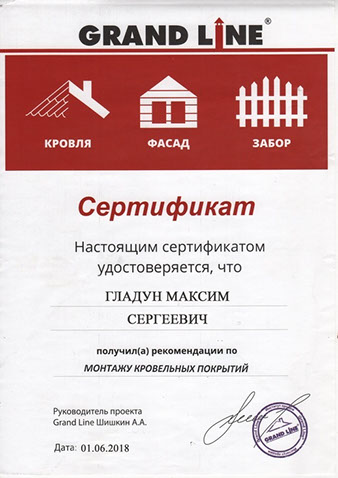 GRAND LINE®
КРОВЛЯ ФАСАД ЗАБОР
Сертификат
Настоящим сертификатом
удостоверяется, что
ГЛАДУН МАКСИМ
СЕРГЕЕВИЧ
получил(а) рекомендации по
МОНТАЖУ КРОВЕЛЬНЫХ ПОКРЫТИЙ
Руководитель проекта
Grand Line Шишкин А.А.
GRAND LINE
Дата: 01.06.2018